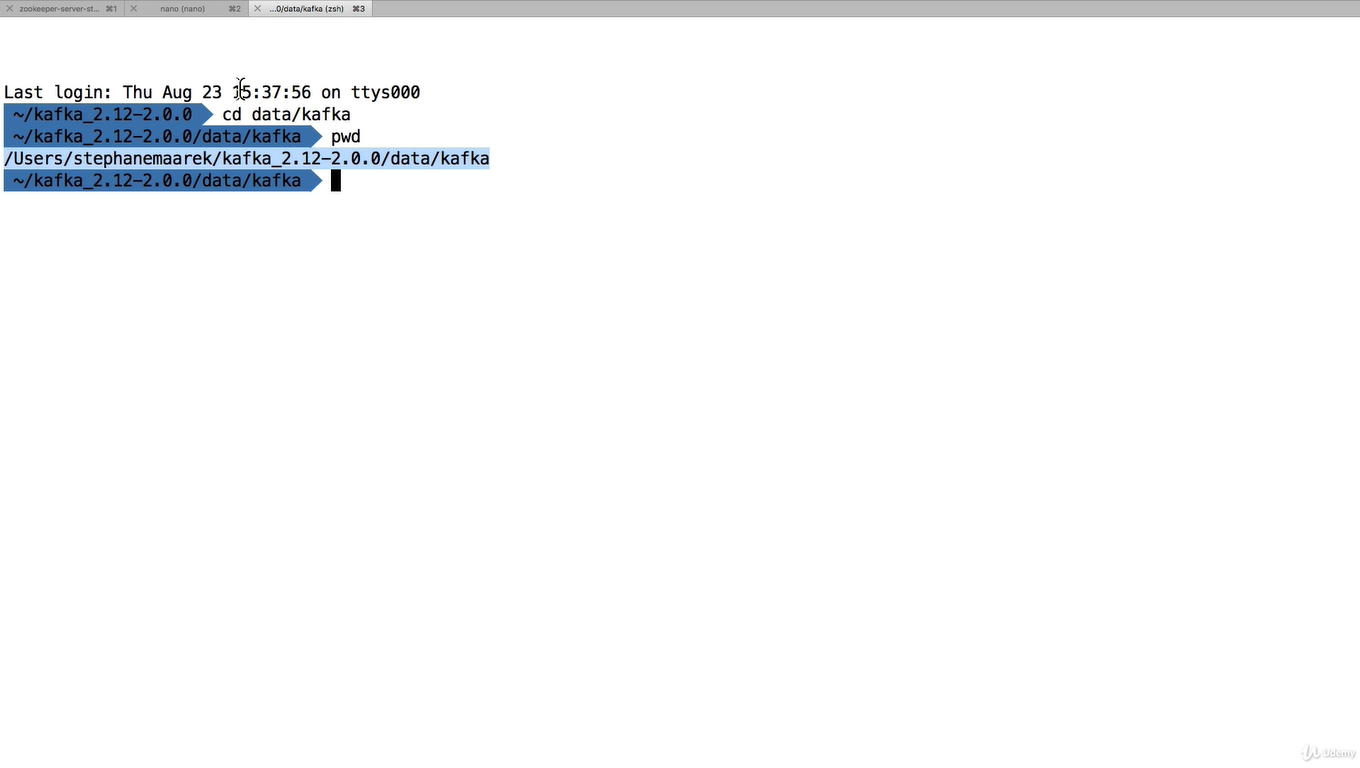 zookeeper-server-st... ⌘1 nano (nano) ⌘2 ...0/data/kafka (zsh) ⌘3
Last login: Thu Aug 23 15:37:56 on ttys000
~/kafka_2.12-2.0.0 cd data/kafka
~/kafka_2.12-2.0.0/data/kafka pwd
/Users/stephanemaarek/kafka_2.12-2.0.0/data/kafka
~/kafka_2.12-2.0.0/data/kafka
Udemy